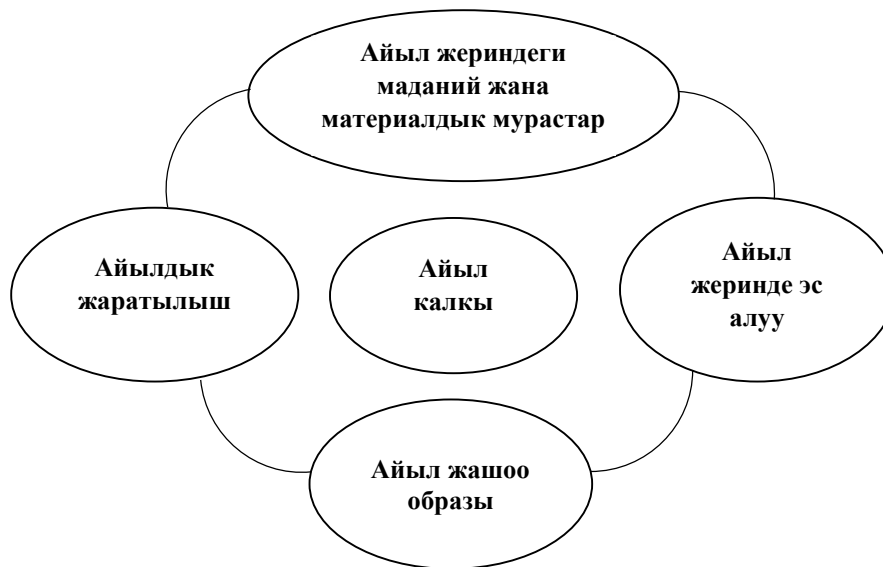 Айыл жериндеги
маданий жана
материалдык мурастар
Айылдык
жаратылыш
Айыл
калкы
Айыл
жеринде эс
алуу
Айыл жашоо
образы